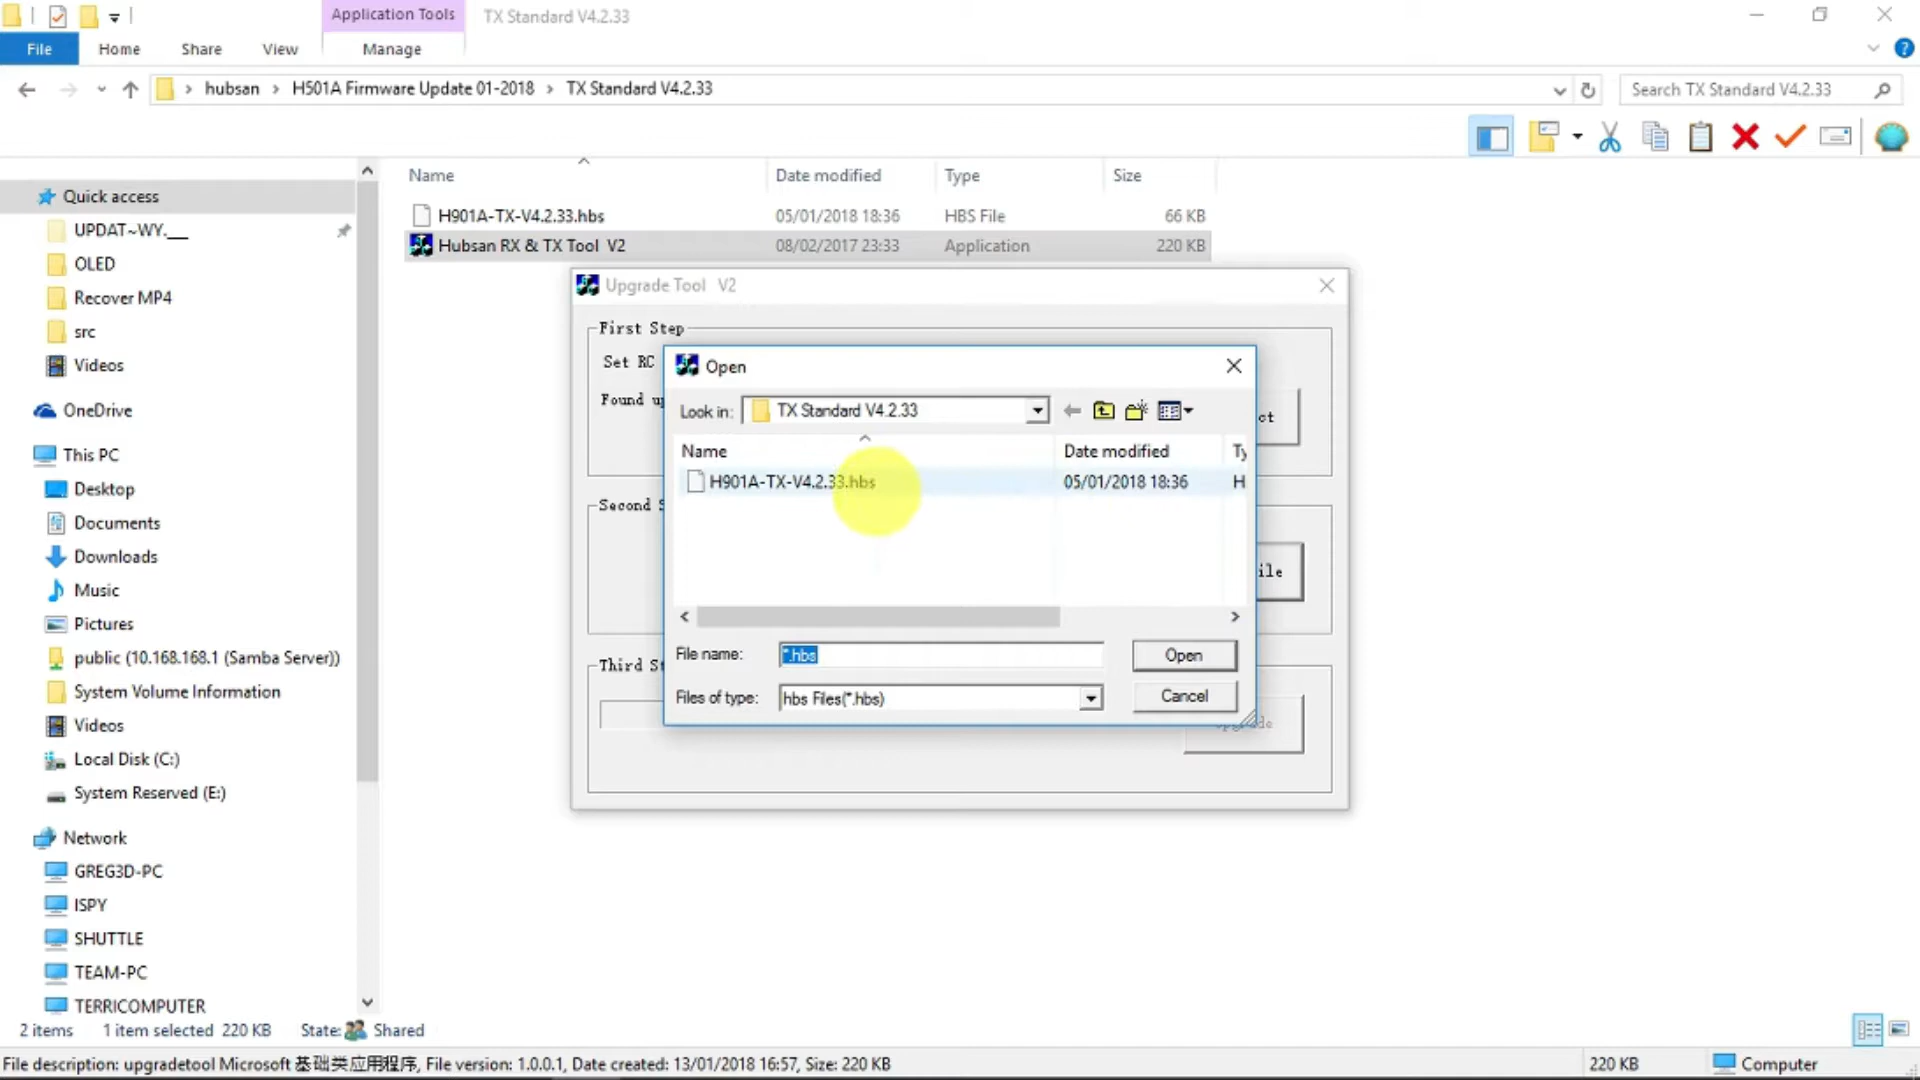 Application Tools
TX Standard V4.2.33
File
Home
Share
View
Manage
hubsan > H501A Firmware Update 01-2018 > TX Standard V4.2.33
Search TX Standard V4.2.33
Name
Date modified
Type
Size
H901A-TX-V4.2.33.hbs
05/01/2018 18:36
HBS File
66 KB
Hubsan RX & TX Tool V2
08/02/2017 23:33
Application
220 KB
Quick access
UPDAT~WY.__
OLED
Recover MP4
src
Videos
OneDrive
This PC
Desktop
Documents
Downloads
Music
Pictures
public (10.168.168.1 (Samba Server))
System Volume Information
Videos
Local Disk (C:)
System Reserved (E:)
Network
GREG3D-PC
ISPY
SHUTTLE
TEAM-PC
TERRICOMPUTER
Upgrade Tool V2
First Step
Set RC
Found up
ct
Second S
ile
Third St
Upgrade
Open
Look in:
TX Standard V4.2.33
Name
Date modified
Ty
H901A-TX-V4.2.33.hbs
05/01/2018 18:36
H
File name:
*.hbs
Open
Files of type:
hbs Files(*.hbs)
Cancel
2 items
1 item selected 220 KB
State:
Shared
File description: upgradetool Microsoft 基础类应用程序, File version: 1.0.0.1, Date created: 13/01/2018 16:57, Size: 220 KB
220 KB
Computer